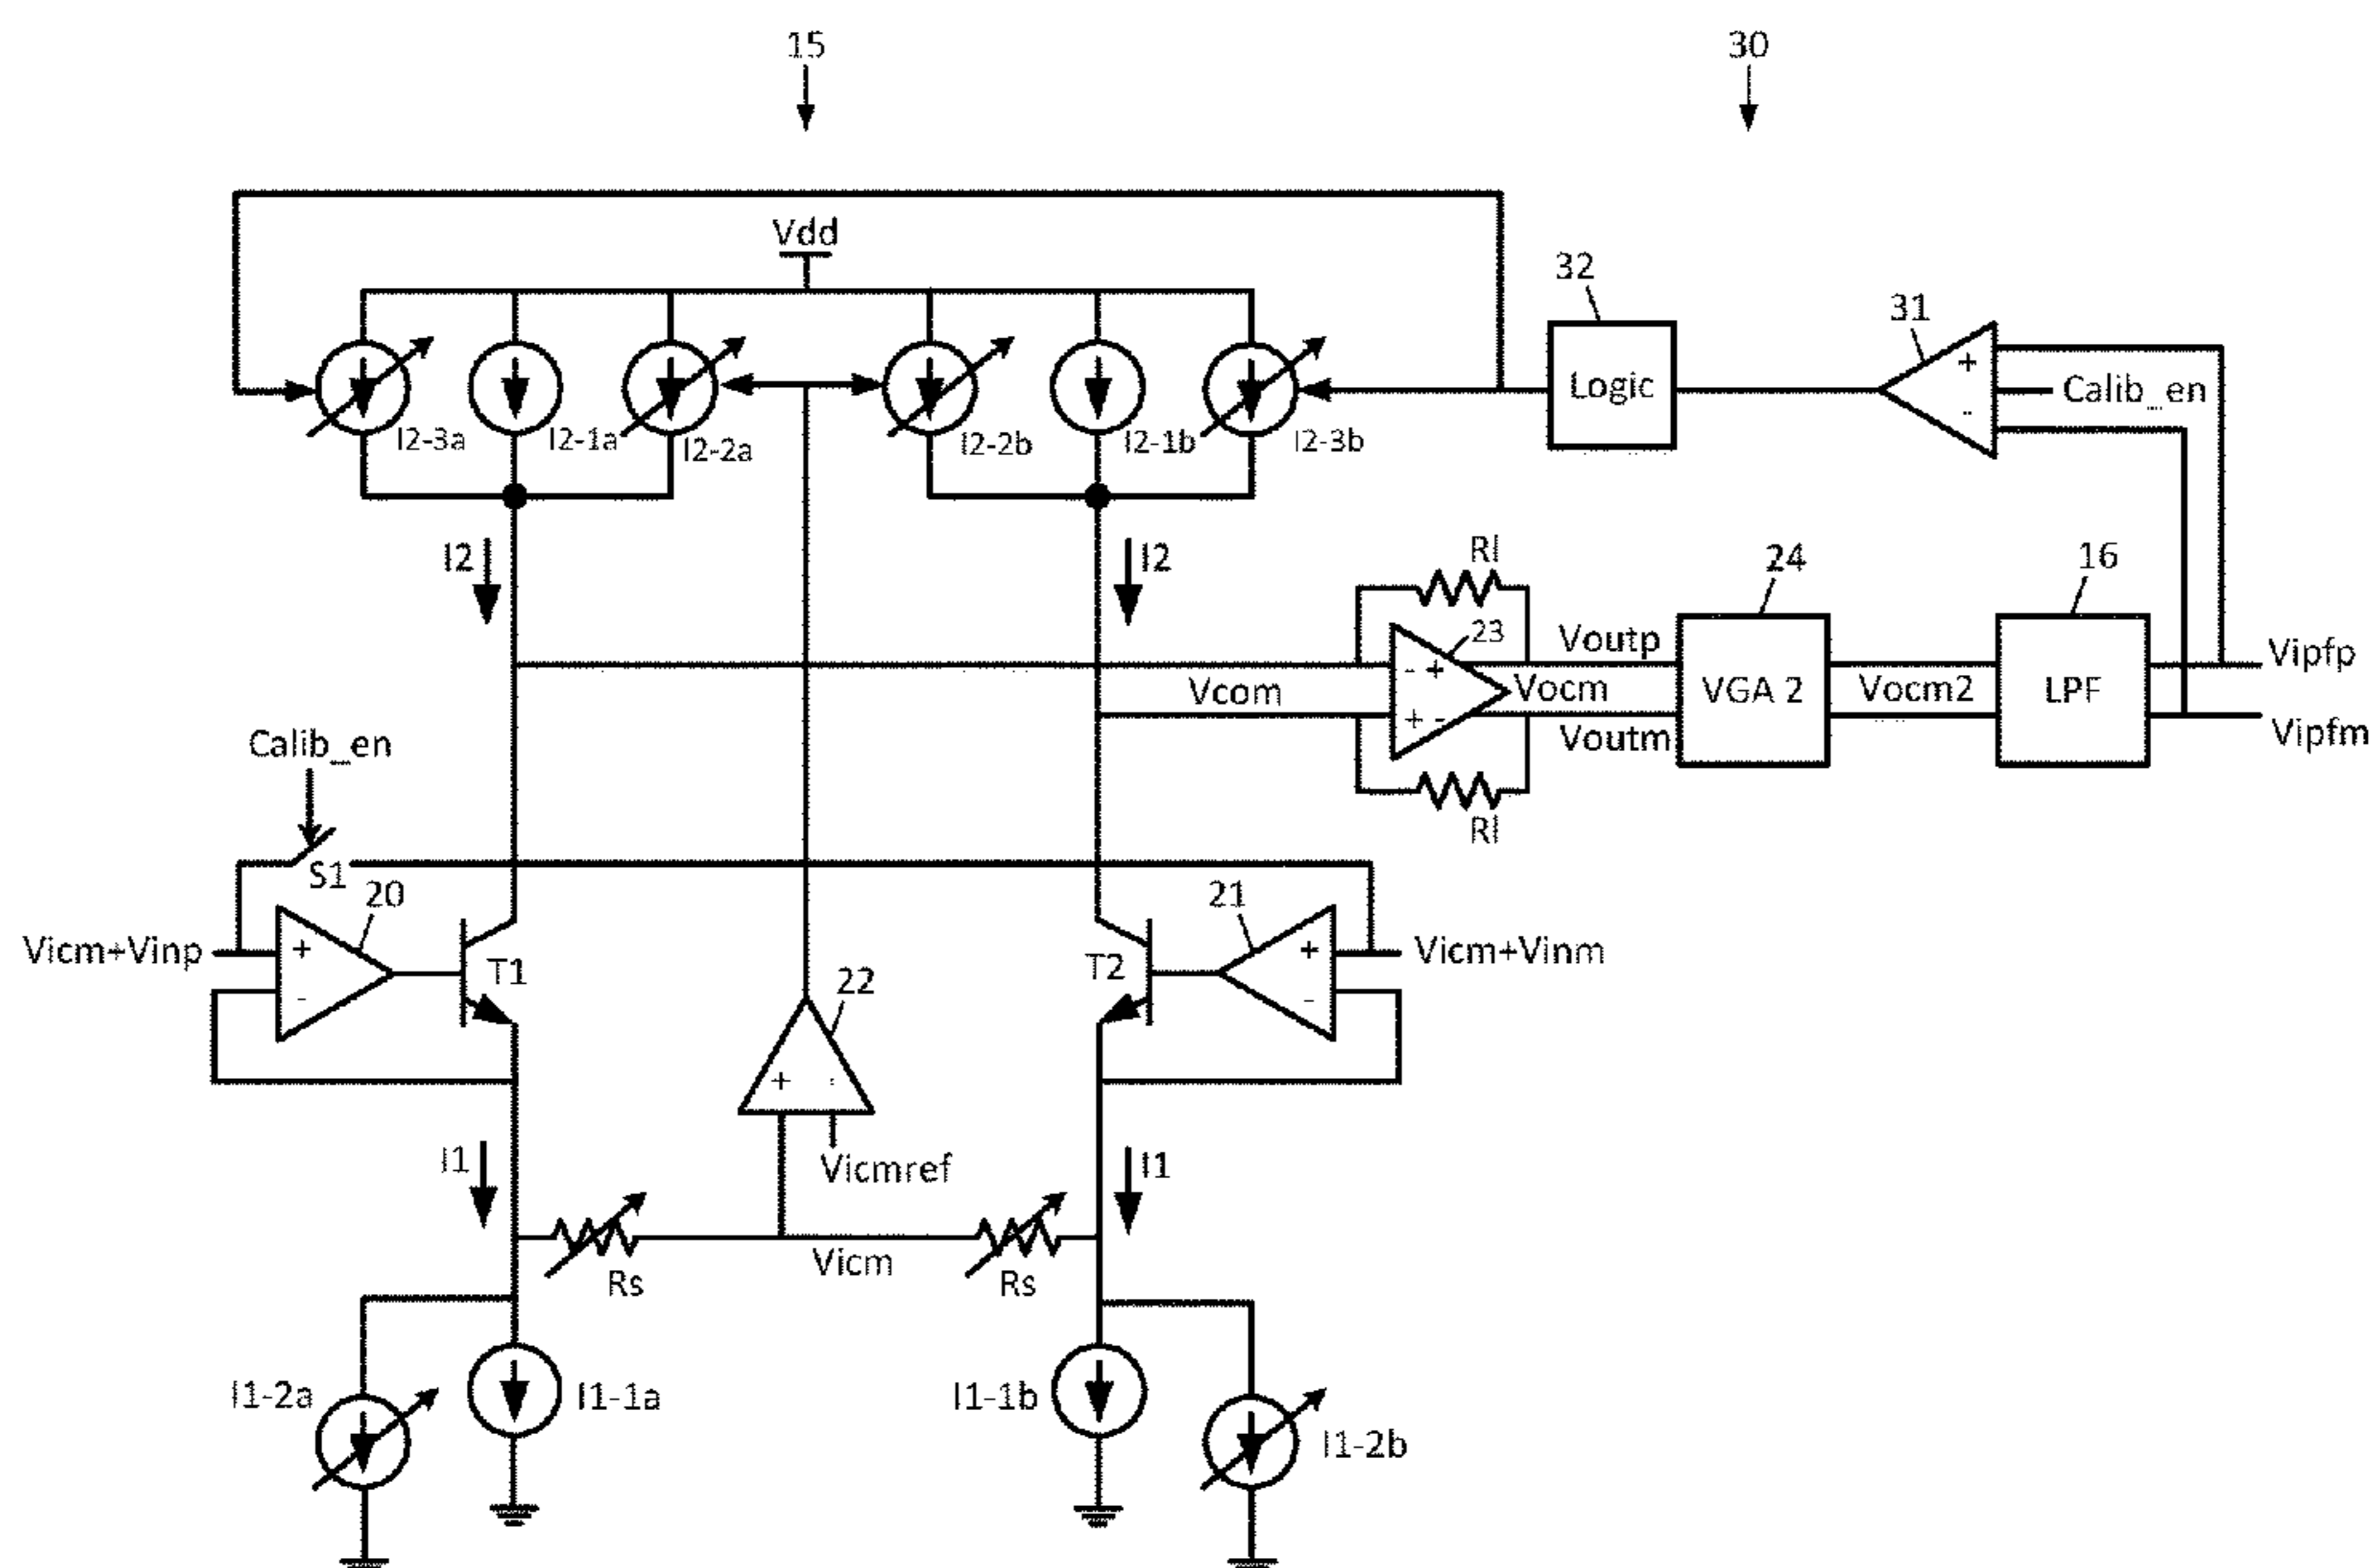 15
30
Vdd
32
31
+
Logic
Calib_en
-
I2-3a
I2-1a
I2-2a
I2-2b
I2-1b
I2-3b
I2
I2
Rl
24
16
23
Voutp
Vipfp
- +
Vcom
Vocm
VGA 2
Vocm2
LPF
+ -
Voutm
Vipfm
Calib_en
Rl
S1
20
21
Vicm+Vinp
+
T1
-
22
T2
+
Vicm+Vinm
-
+ -
Vicmref
I1
I1
Vicm
Rs
Rs
I1-2a
I1-1a
I1-1b
I1-2b